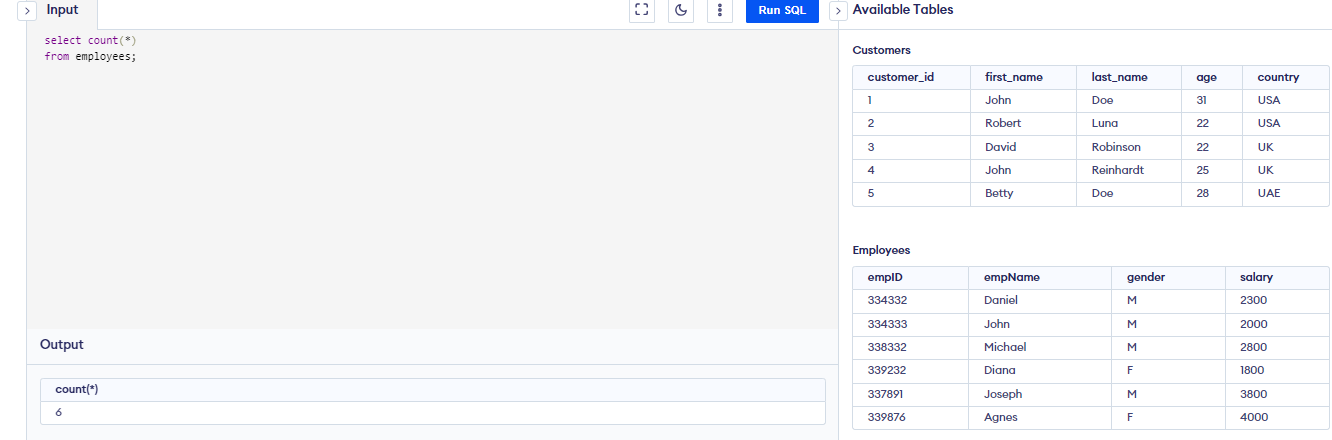 Input
Run SQL
select count(*)
from employees;
Output
count(*)
6
Available Tables
Customers
customer_id first_name last_name age country
1 John Doe 31 USA
2 Robert Luna 22 USA
3 David Robinson 22 UK
4 John Reinhardt 25 UK
5 Betty Doe 28 UAE
Employees
empID empName gender salary
334332 Daniel M 2300
334333 John M 2000
338332 Michael M 2800
339232 Diana F 1800
337891 Joseph M 3800
339876 Agnes F 4000